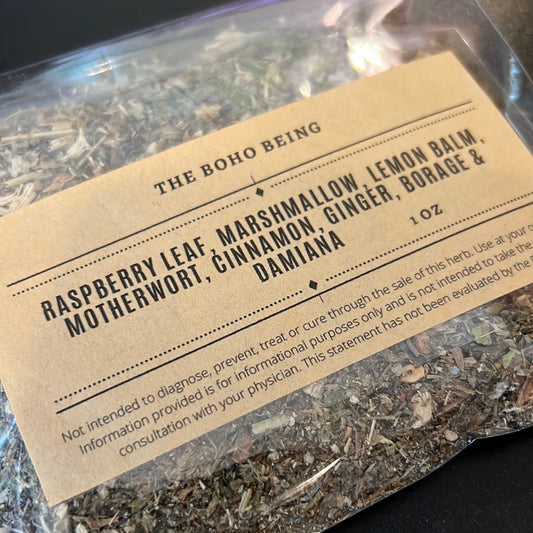 THE BOHO BEING
RASPBERRY LEAF, MARSHMALLOW, LEMON BALM,
MOTHERWORT, CINNAMON, GINGER, BORAGE &
DAMIANA
1 OZ
Not intended to diagnose, prevent, treat or cure through the sale of this herb. Use at your o
Information provided is for informational purposes only and is not intended to take the
consultation with your physician. This statement has not been evaluated by the